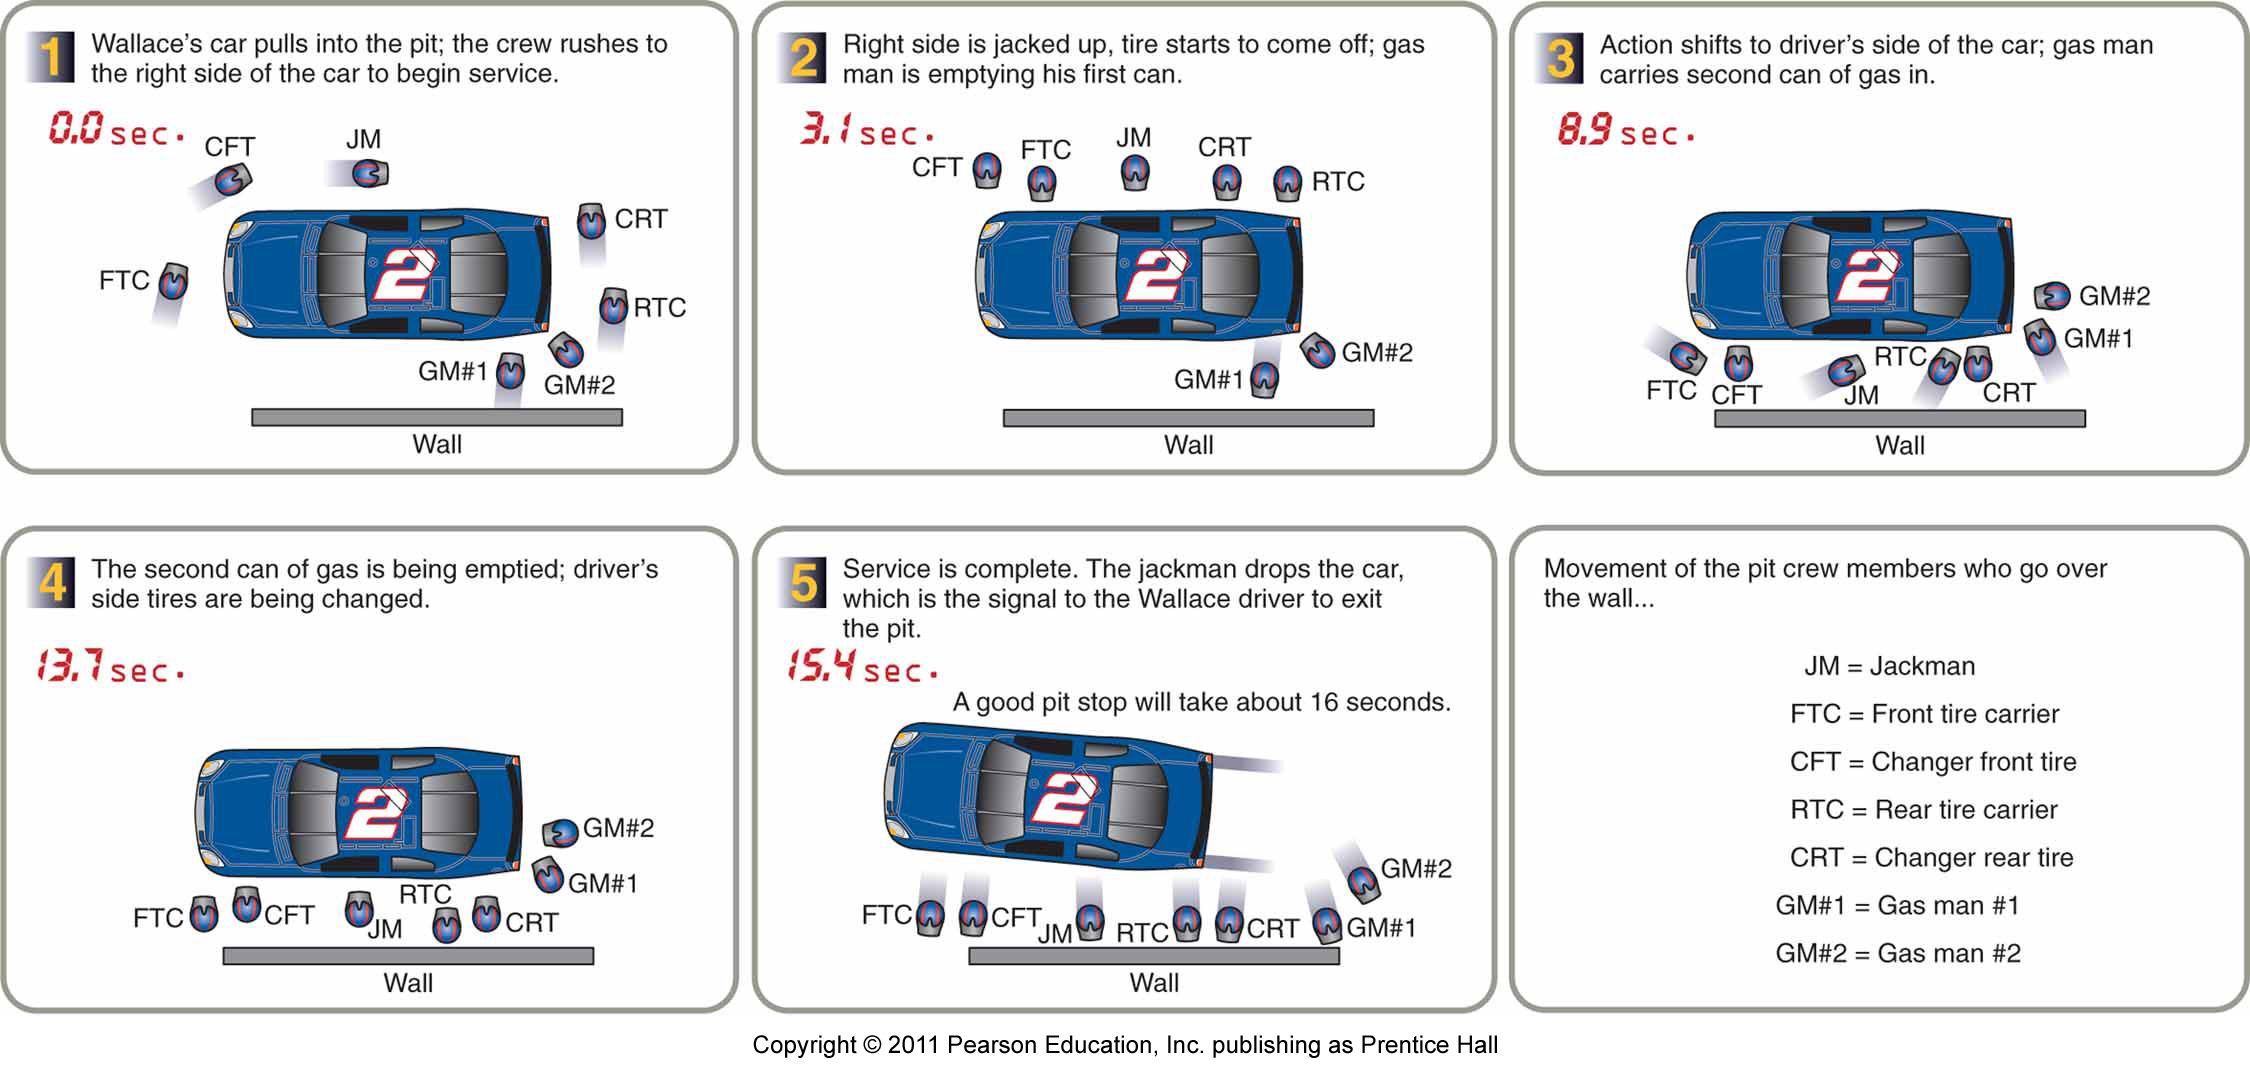 1 Wallace's car pulls into the pit; the crew rushes to
the right side of the car to begin service.
0.0 sec.
CFT
JM
CRT
FTC
RTC
GM#1
GM#2
2
Wall
2 Right side is jacked up, tire starts to come off; gas
man is emptying his first can.
3.1 sec.
CFT
FTC
JM
CRT
RTC
2
GM#2
GM#1
Wall
3 Action shifts to driver's side of the car; gas man
carries second can of gas in.
8.9 sec.
2
GM#2
GM#1
RTC
FTC
CFT
JM
CRT
Wall
4 The second can of gas is being emptied; driver's
side tires are being changed.
13.7 sec.
2
GM#2
GM#1
RTC
FTC
CFT
JM
CRT
Wall
5 Service is complete. The jackman drops the car,
which is the signal to the Wallace driver to exit
the pit.
15.4 sec.
A good pit stop will take about 16 seconds.
2
GM#2
FTC
CFT
JM
RTC
CRT
GM#1
Wall
Movement of the pit crew members who go over
the wall...
JM = Jackman
FTC = Front tire carrier
CFT = Changer front tire
RTC = Rear tire carrier
CRT = Changer rear tire
GM#1 = Gas man #1
GM#2 = Gas man #2
Copyright © 2011 Pearson Education, Inc. publishing as Prentice Hall